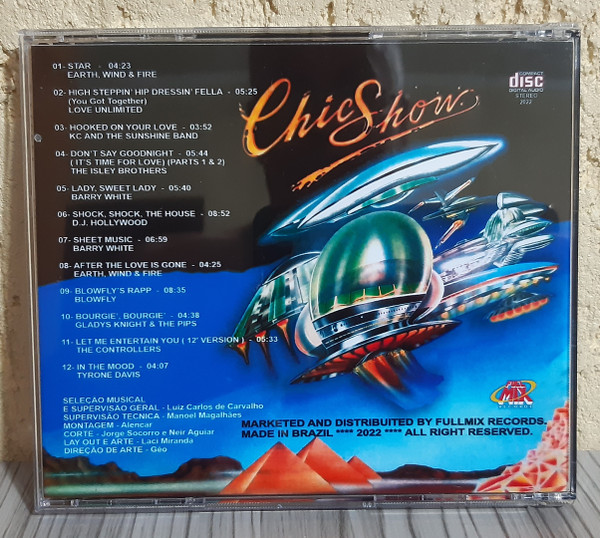 01- STAR - 04:23
EARTH, WIND & FIRE
02- HIGH STEPPIN' HIP DRESSIN' FELLA - 05:25
(You Got Together)
LOVE UNLIMITED
03- HOOKED ON YOUR LOVE - 03:52
KC AND THE SUNSHINE BAND
04- DON'T SAY GOODNIGHT - 05:44
( IT'S TIME FOR LOVE) (PARTS 1 & 2)
THE ISLEY BROTHERS
05- LADY, SWEET LADY - 05:40
BARRY WHITE
06- SHOCK, SHOCK, THE HOUSE - 08:52
D.J. HOLLYWOOD
07- SHEET MUSIC - 06:59
BARRY WHITE
08- AFTER THE LOVE IS GONE - 04:25
EARTH, WIND & FIRE
09- BLOWFLY'S RAPP - 08:35
BLOWFLY
10- BOURGIE', BOURGIE' - 04:38
GLADYS KNIGHT & THE PIPS
11- LET ME ENTERTAIN YOU ( 12' VERSION ) - 05:33
THE CONTROLLERS
12- IN THE MOOD - 04:07
TYRONE DAVIS
SELEÇÃO MUSICAL
E SUPERVISÃO GERAL - Luiz Carlos de Carvalho
SUPERVISÃO TECNICA - Manoel Magalhães
MONTAGEM - Alencar
CORTE - Jorge Socorro e Neir Aguiar
LAY OUT E ARTE - Laci Miranda
DIREÇÃO DE ARTE - Géo
Chic Show
COMPACT
disc
DIGITAL AUDIO
STEREO
2022
MIX
MARKETED AND DISTRIBUITED BY FULLMIX RECORDS.
MADE IN BRAZIL **** 2022 **** ALL RIGHT RESERVED.